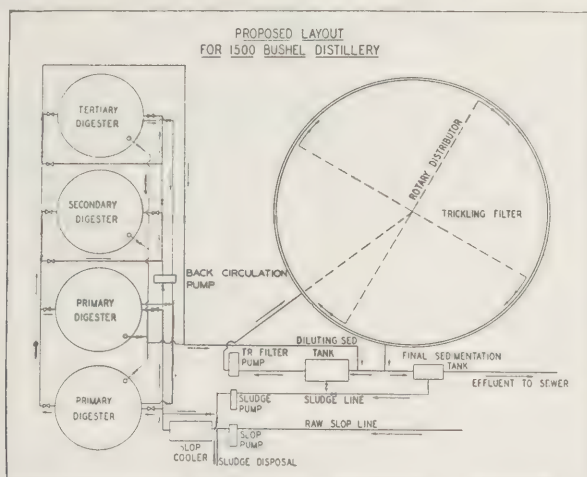 PROPOSED LAYOUT
FOR 1500 BUSHEL DISTILLERY
TERTIARY
DIGESTER
SECONDARY
DIGESTER
PRIMARY
DIGESTER
PRIMARY
DIGESTER
BACK CIRCULATION
PUMP
ROTARY DISTRIBUTOR
TRICKLING FILTER
TR FILTER
PUMP
DILUTING SED
TANK
FINAL SEDIMENTATION
TANK
EFFLUENT TO SEWER
SLUDGE
PUMP
SLUDGE LINE
SLOP
COOLER
SLOP
PUMP
RAW SLOP LINE
SLUDGE DISPOSAL